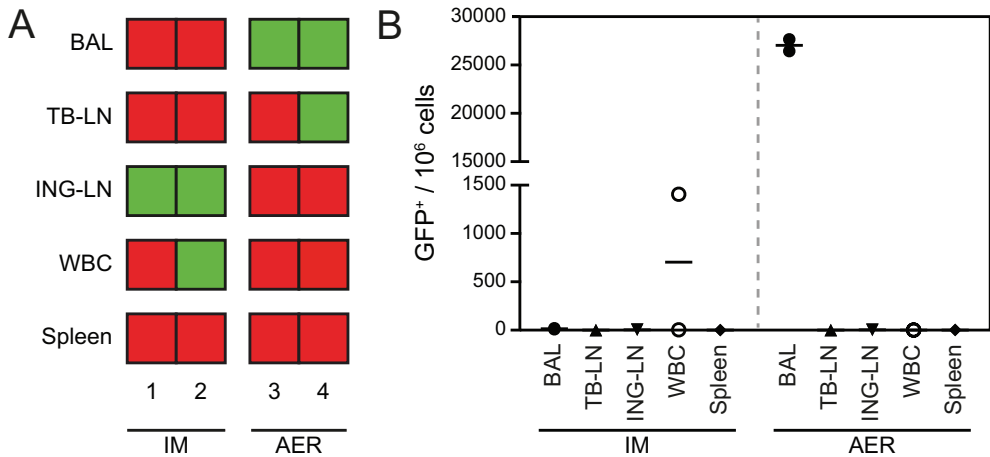 A
BAL
TB-LN
ING-LN
WBC
Spleen
1 2 3 4
IM AER
B
GFP⁺ / 10⁶ cells
30000
25000
20000
15000
1500
1000
500
0
BAL
TB-LN
ING-LN
WBC
Spleen
BAL
TB-LN
ING-LN
WBC
Spleen
IM AER